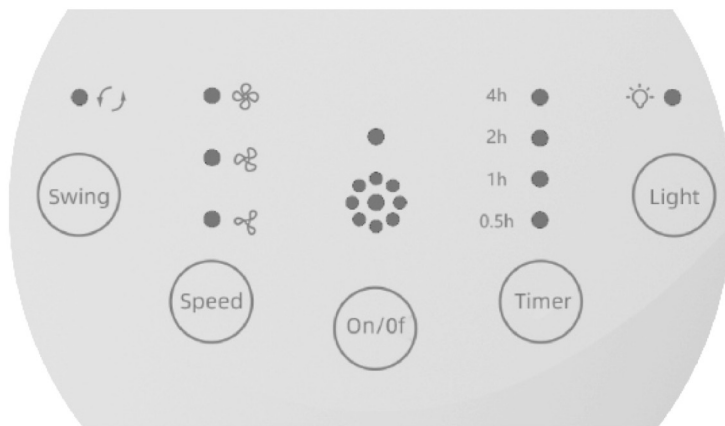 4h
2h
1h
0.5h
Swing
Light
Speed
On/0f
Timer